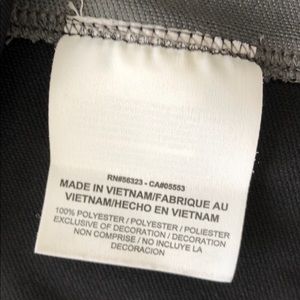 RN#56323 - CA#05553
MADE IN VIETNAM/FABRIQUE AU
VIETNAM/HECHO EN VIETNAM
100% POLYESTER / POLYESTER / POLIESTER
EXCLUSIVE OF DECORATION / DECORATION
NON COMPRISE / NO INCLUYE LA
DECORACION